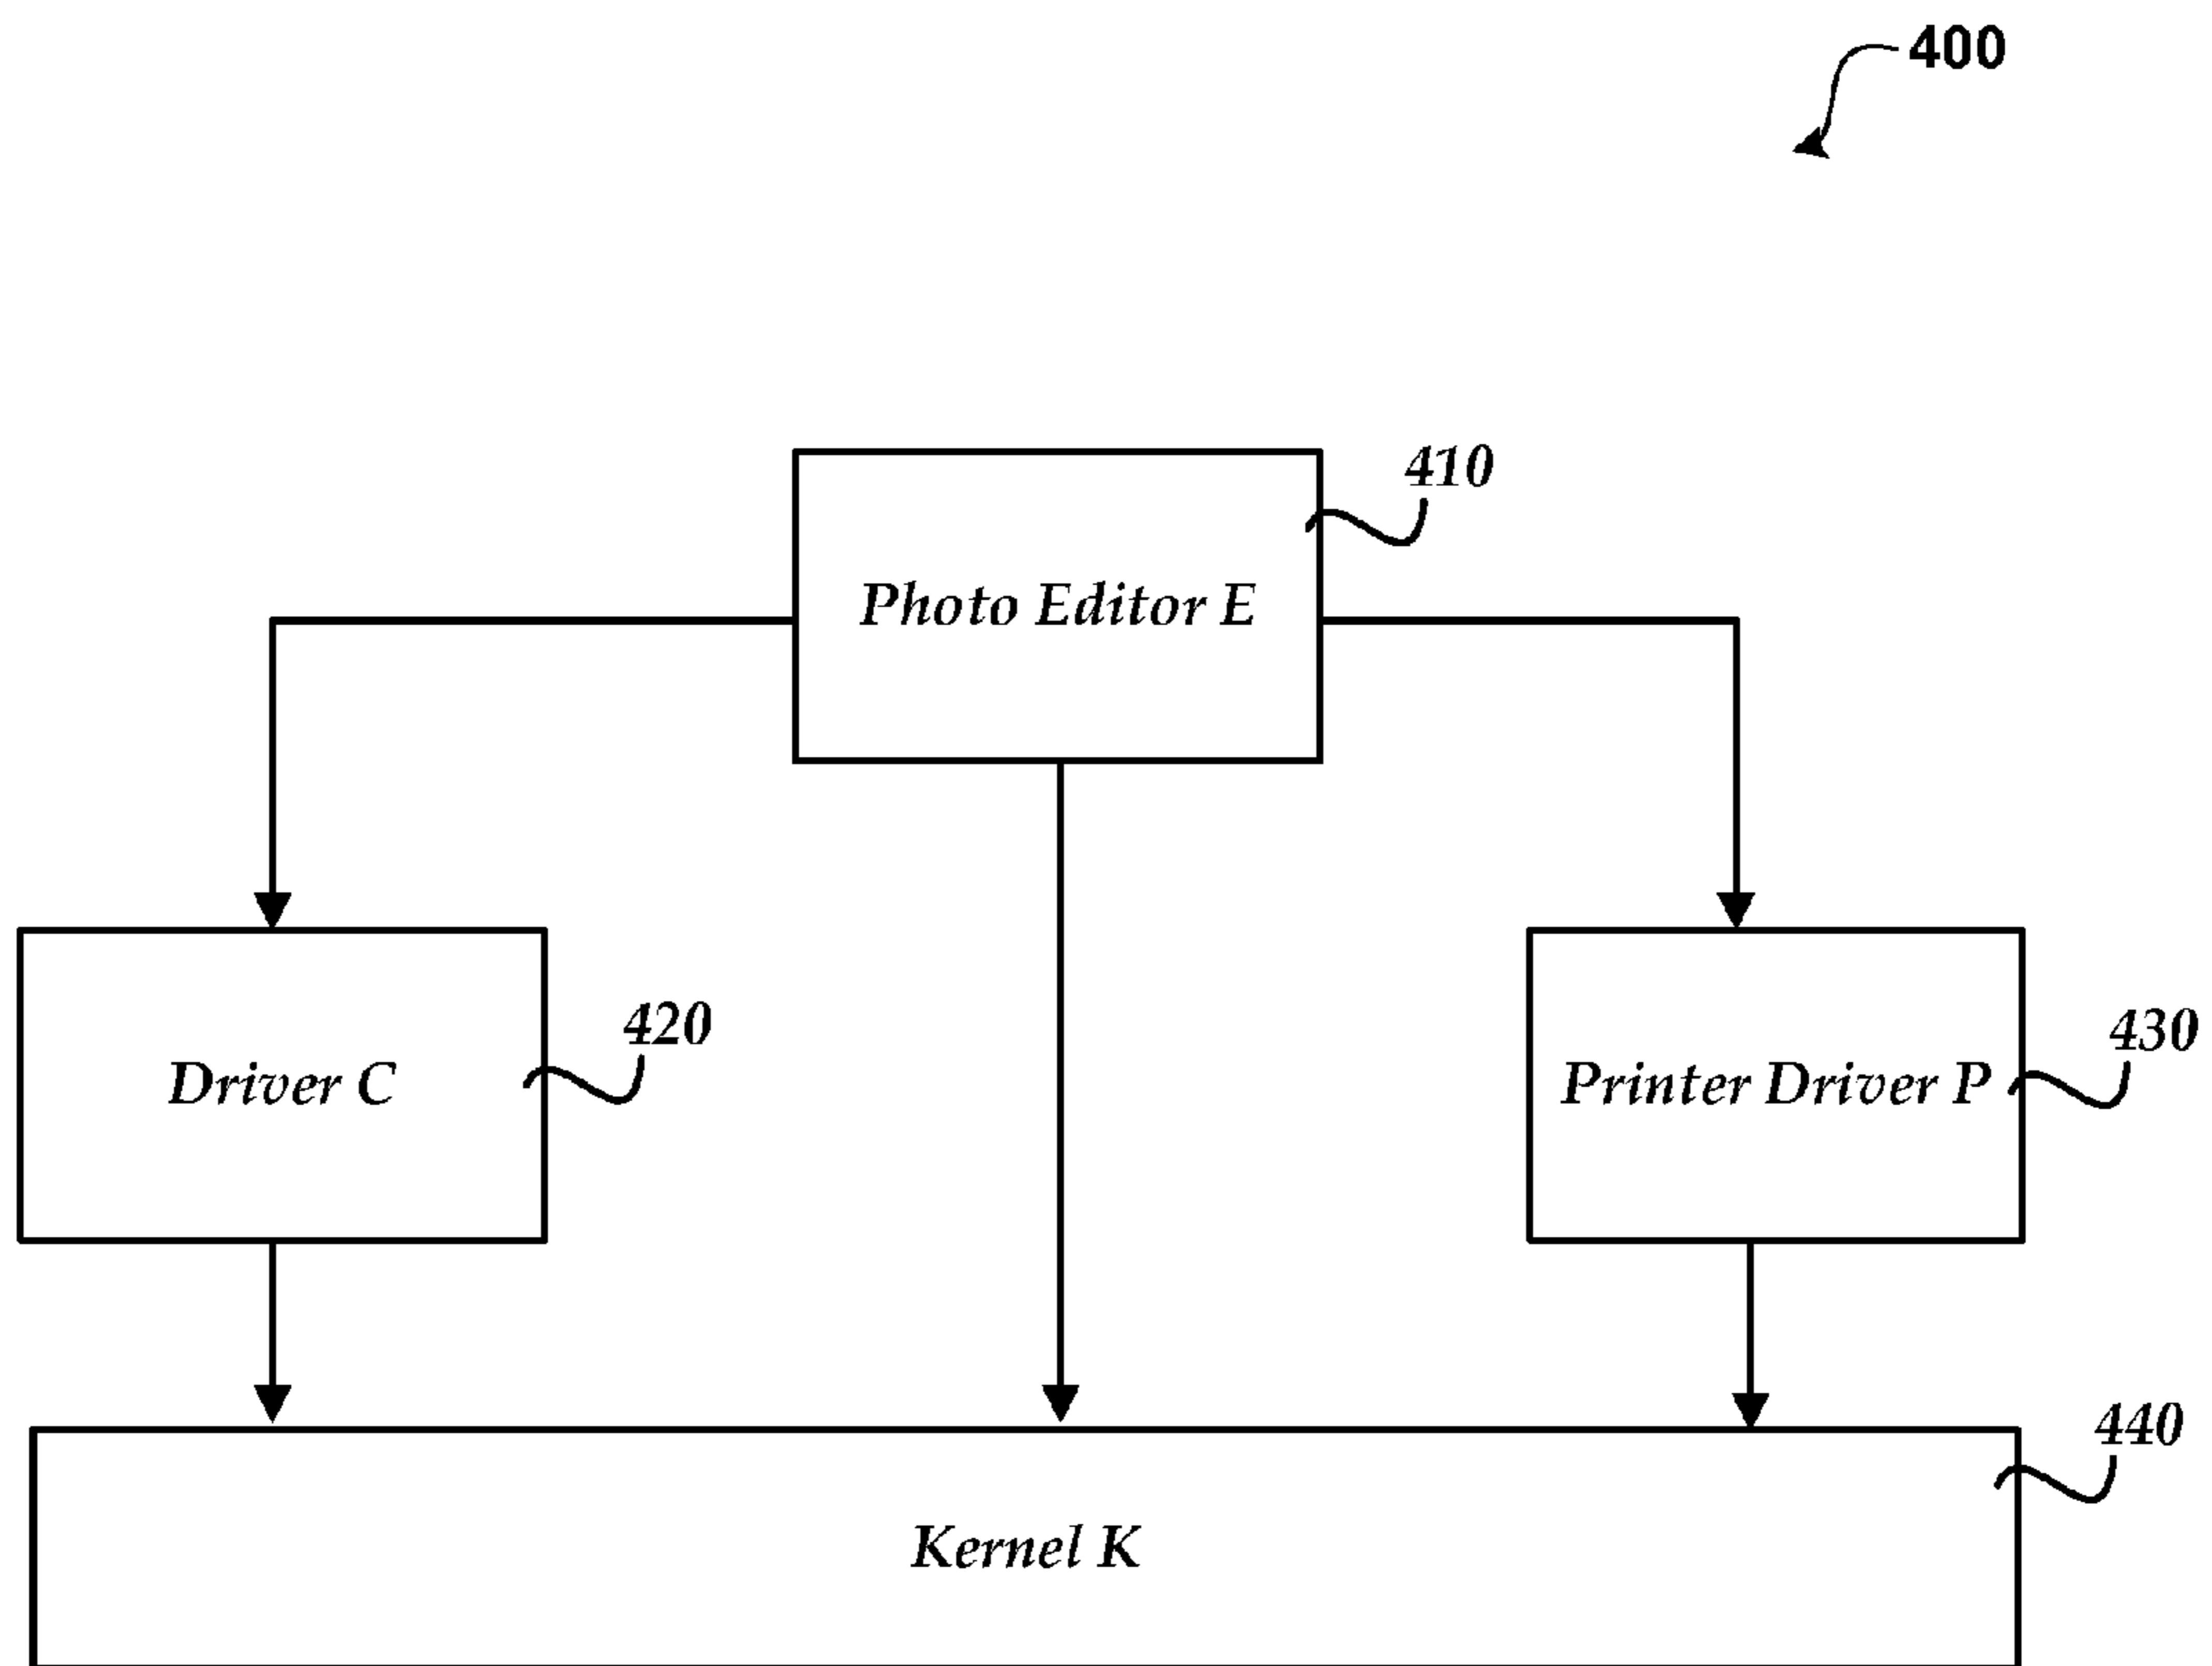 400
410
Photo Editor E
420
Driver C
430
Printer Driver P
440
Kernel K